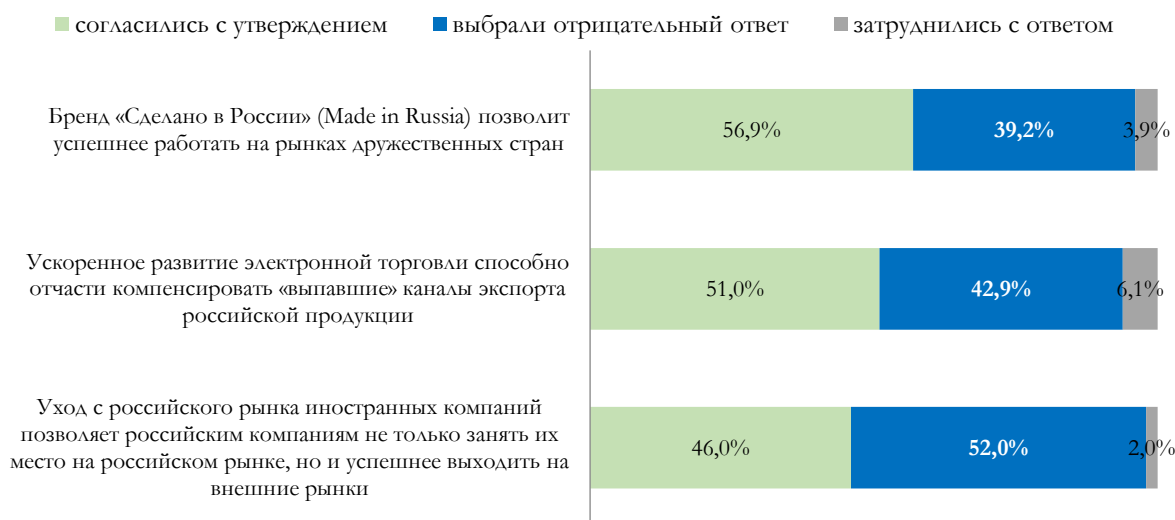 согласились с утверждением выбрали отрицательный ответ затруднились с ответом
Бренд «Сделано в России» (Made in Russia) позволит
успешнее работать на рынках дружественных стран
56,9% 39,2% 3,9%
Ускоренное развитие электронной торговли способно
отчасти компенсировать «выпавшие» каналы экспорта
российской продукции
51,0% 42,9% 6,1%
Уход с российского рынка иностранных компаний
позволяет российским компаниям не только занять их
место на российском рынке, но и успешнее выходить на
внешние рынки
46,0% 52,0% 2,0%